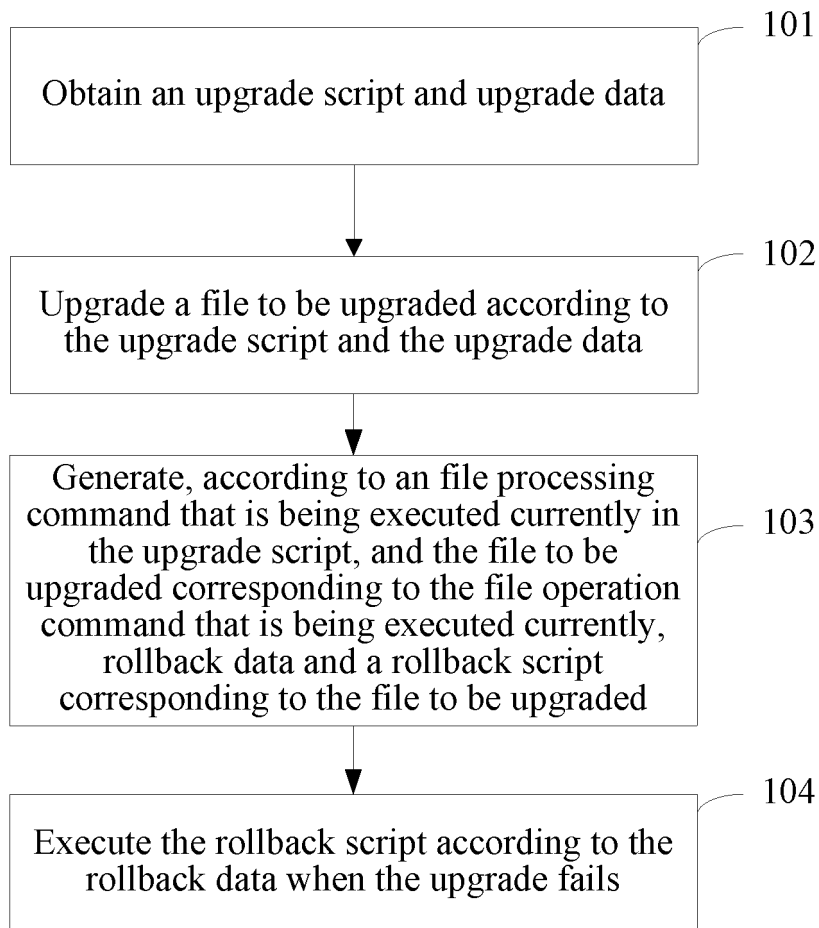 101
Obtain an upgrade script and upgrade data
102
Upgrade a file to be upgraded according to
the upgrade script and the upgrade data
Generate, according to an file processing
command that is being executed currently in
the upgrade script, and the file to be
upgraded corresponding to the file operation
command that is being executed currently,
rollback data and a rollback script
corresponding to the file to be upgraded
103
104
Execute the rollback script according to the
rollback data when the upgrade fails